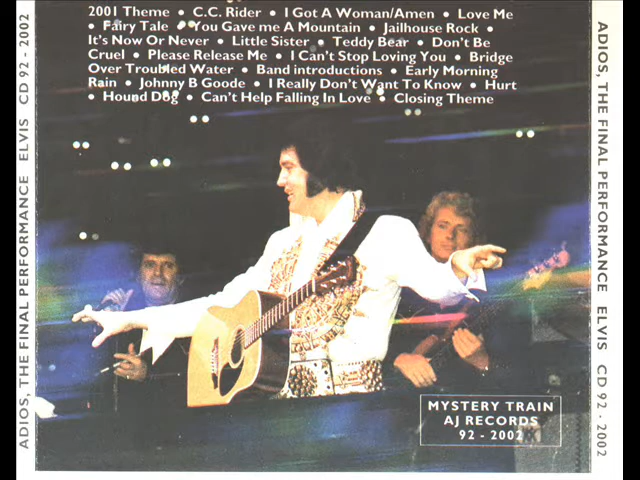 2001 Theme • C.C. Rider • I Got A Woman/Amen • Love Me
• Fairy Tale • You Gave me A Mountain • Jailhouse Rock •
It's Now Or Never • Little Sister • Teddy Bear • Don't Be
Cruel • Please Release Me • I Can't Stop Loving You • Bridge
Over Troubled Water • Band introductions • Early Morning
Rain • Johnny B Goode • I Really Don't Want To Know • Hurt
• Hound Dog • Can't Help Falling In Love • Closing Theme
ADIOS, THE FINAL PERFORMANCE ELVIS CD 92 - 2002
ADIOS, THE FINAL PERFORMANCE ELVIS CD 92 - 2002
MYSTERY TRAIN
AJ RECORDS
92 - 2002